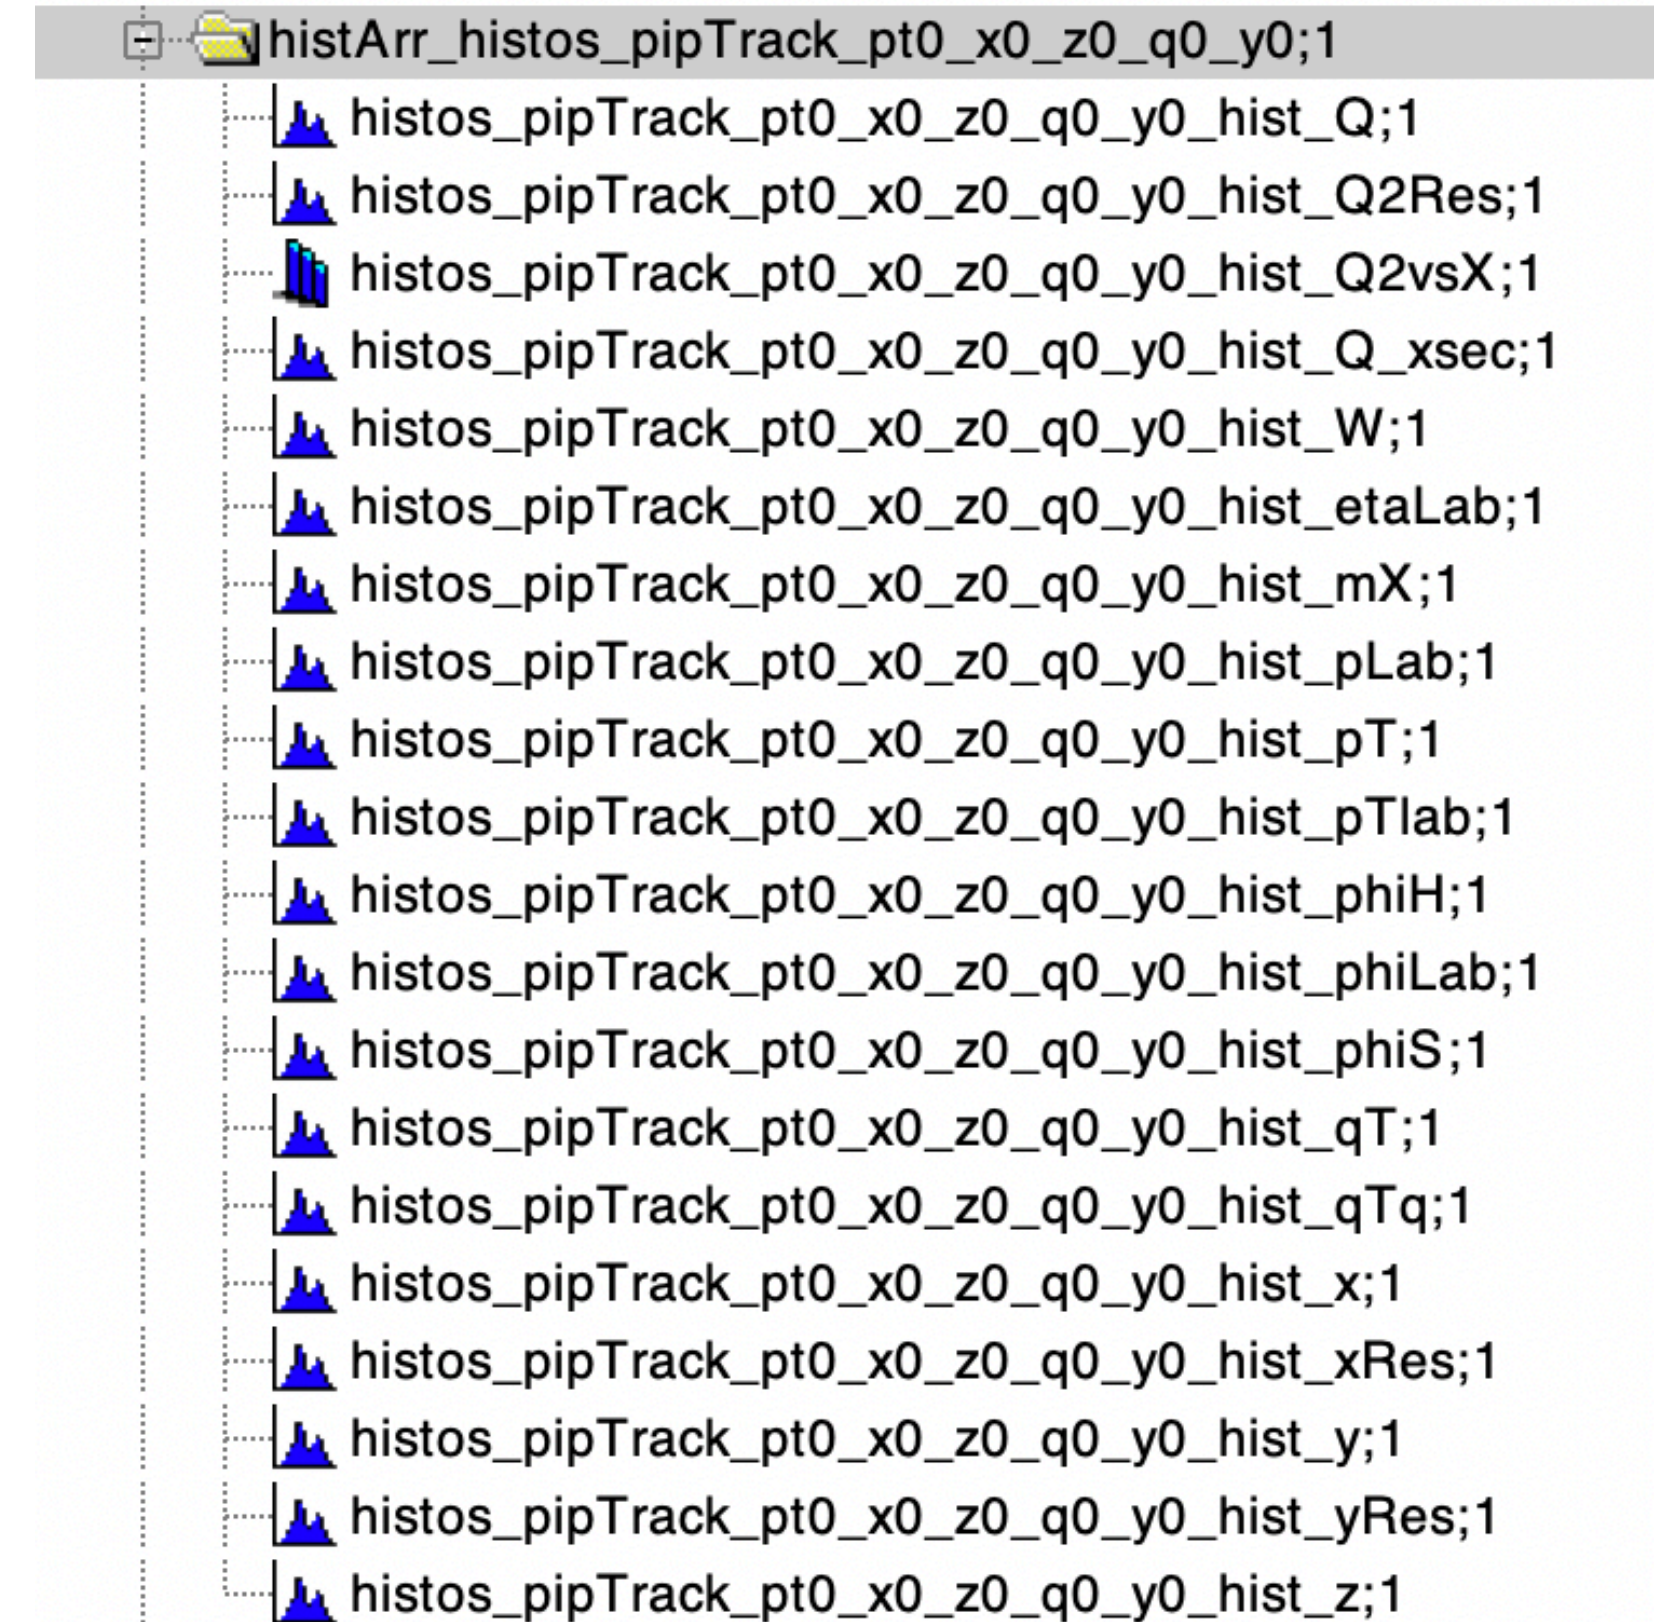 histArr_histos_pipTrack_pt0_x0_z0_q0_y0;1
histos_pipTrack_pt0_x0_z0_q0_y0_hist_Q;1
histos_pipTrack_pt0_x0_z0_q0_y0_hist_Q2Res;1
histos_pipTrack_pt0_x0_z0_q0_y0_hist_Q2vsX;1
histos_pipTrack_pt0_x0_z0_q0_y0_hist_Q_xsec;1
histos_pipTrack_pt0_x0_z0_q0_y0_hist_W;1
histos_pipTrack_pt0_x0_z0_q0_y0_hist_etaLab;1
histos_pipTrack_pt0_x0_z0_q0_y0_hist_mX;1
histos_pipTrack_pt0_x0_z0_q0_y0_hist_pLab;1
histos_pipTrack_pt0_x0_z0_q0_y0_hist_pT;1
histos_pipTrack_pt0_x0_z0_q0_y0_hist_pTlab;1
histos_pipTrack_pt0_x0_z0_q0_y0_hist_phiH;1
histos_pipTrack_pt0_x0_z0_q0_y0_hist_phiLab;1
histos_pipTrack_pt0_x0_z0_q0_y0_hist_phiS;1
histos_pipTrack_pt0_x0_z0_q0_y0_hist_qT;1
histos_pipTrack_pt0_x0_z0_q0_y0_hist_qTq;1
histos_pipTrack_pt0_x0_z0_q0_y0_hist_x;1
histos_pipTrack_pt0_x0_z0_q0_y0_hist_xRes;1
histos_pipTrack_pt0_x0_z0_q0_y0_hist_y;1
histos_pipTrack_pt0_x0_z0_q0_y0_hist_yRes;1
histos_pipTrack_pt0_x0_z0_q0_y0_hist_z;1